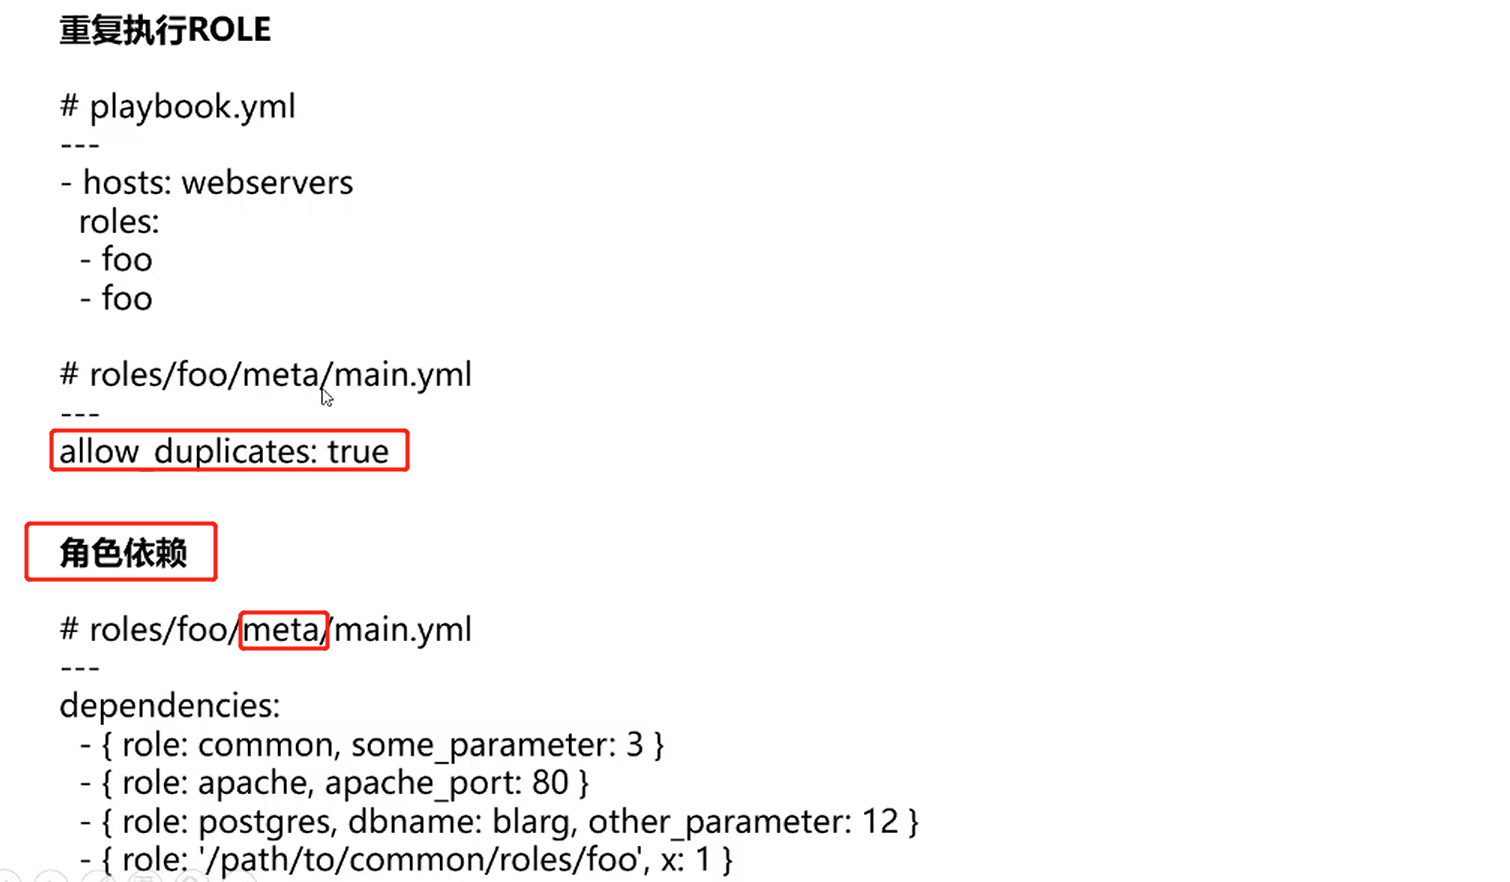 重复执行ROLE
# playbook.yml
---
- hosts: webservers
roles:
- foo
- foo
# roles/foo/meta/main.yml
---
allow_duplicates: true
角色依赖
# roles/foo/meta/main.yml
---
dependencies:
- { role: common, some_parameter: 3 }
- { role: apache, apache_port: 80 }
- { role: postgres, dbname: blarg, other_parameter: 12 }
- { role: '/path/to/common/roles/foo', x: 1 }